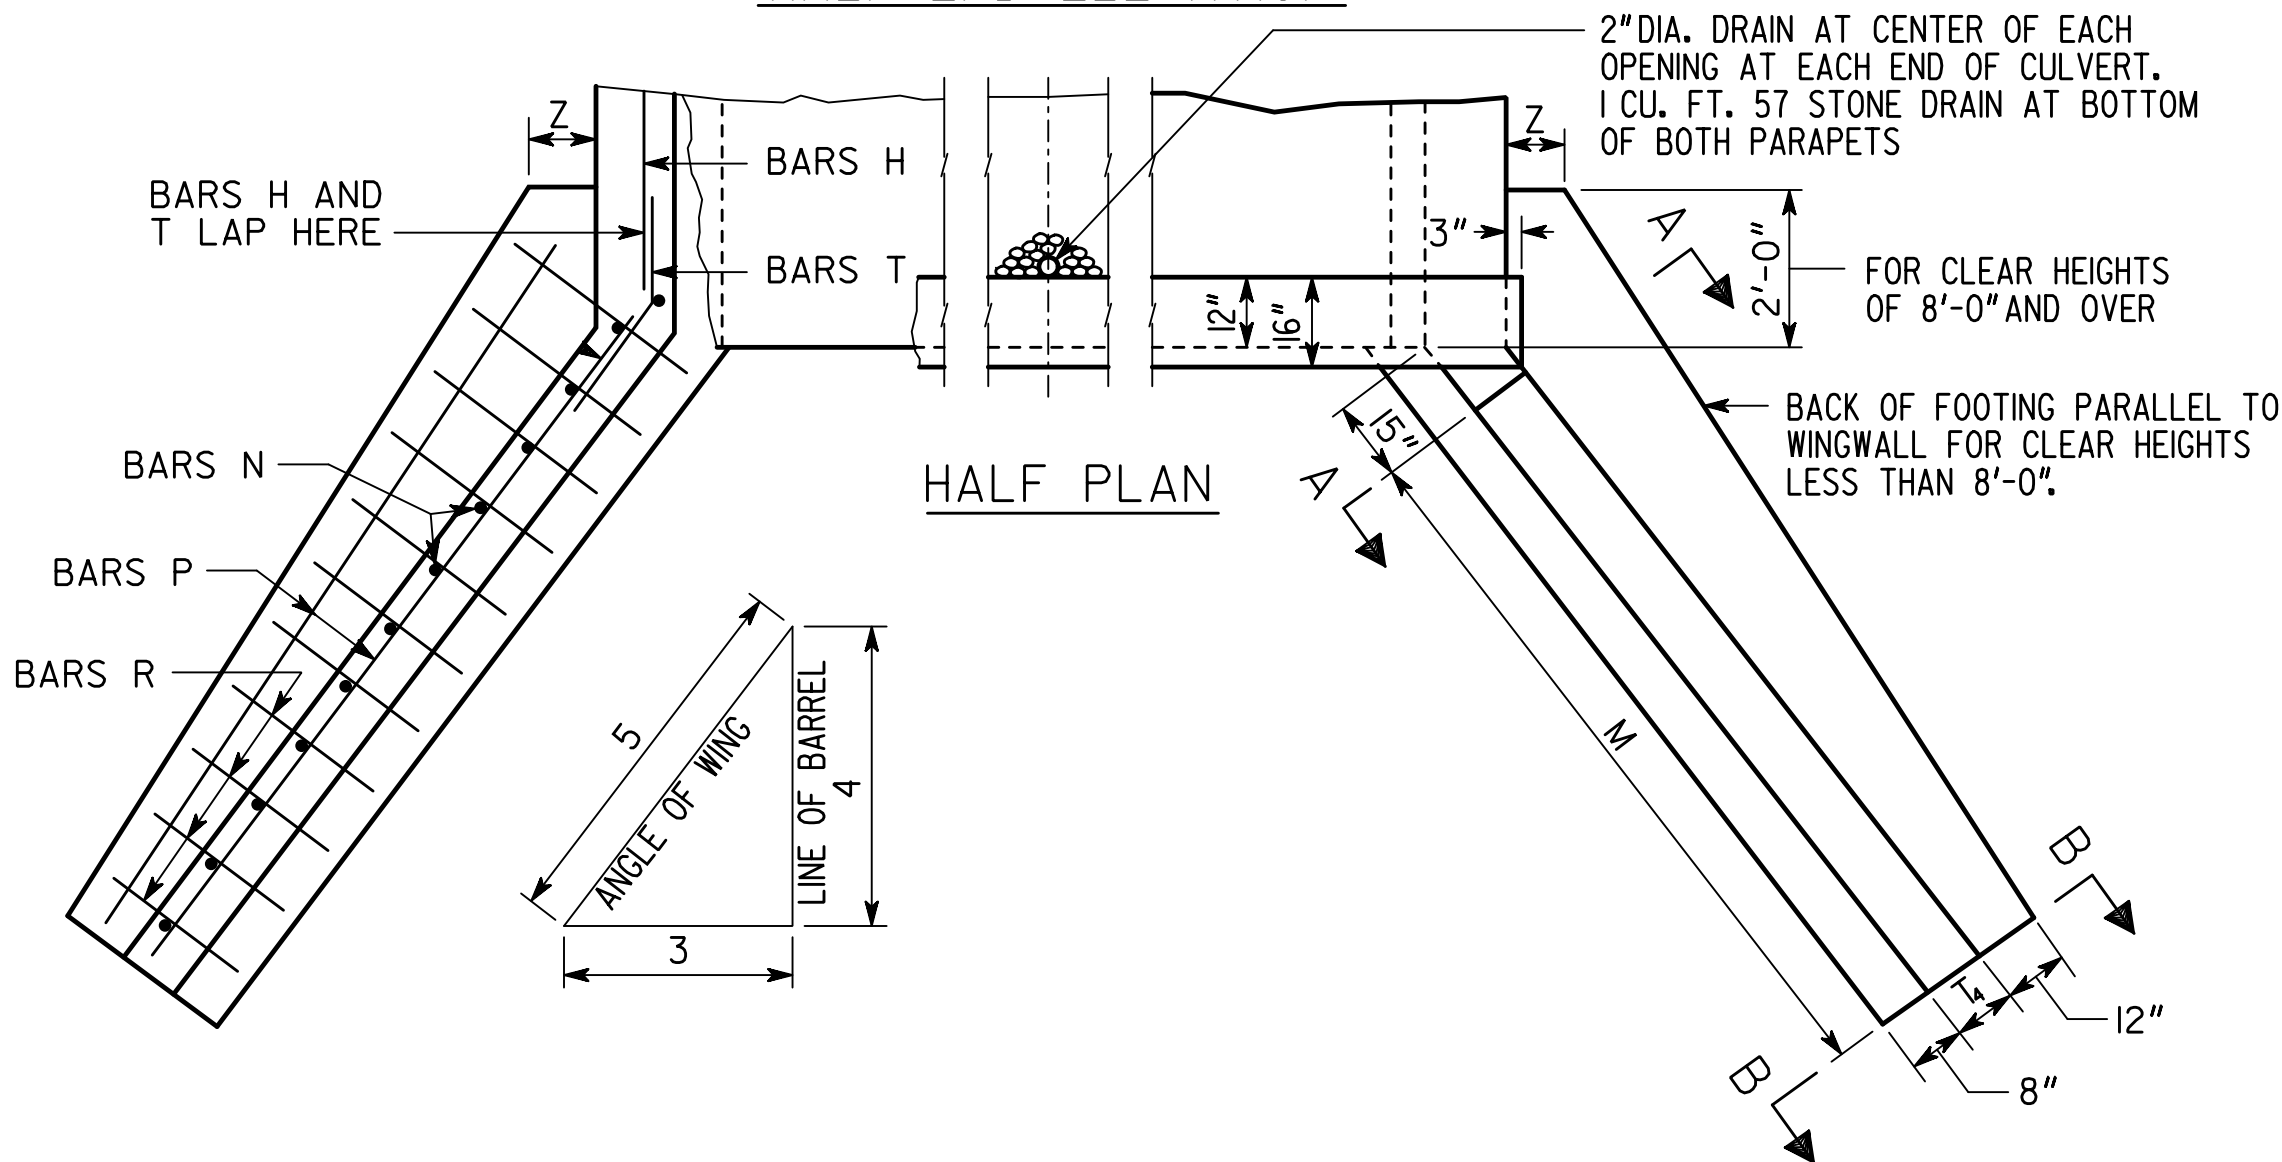 2" DIA. DRAIN AT CENTER OF EACH
OPENING AT EACH END OF CULVERT.
1 CU. FT. 57 STONE DRAIN AT BOTTOM
OF BOTH PARAPETS
Z
Z
BARS H
BARS H AND
T LAP HERE
BARS T
3"
A
2'-0"
FOR CLEAR HEIGHTS
OF 8'-0" AND OVER
12"
16"
BACK OF FOOTING PARALLEL TO
WINGWALL FOR CLEAR HEIGHTS
LESS THAN 8'-0".
15"
A
HALF PLAN
BARS N
BARS P
BARS R
5
ANGLE OF WING
LINE OF BARREL
4
3
M
B
T4
12"
8"
B